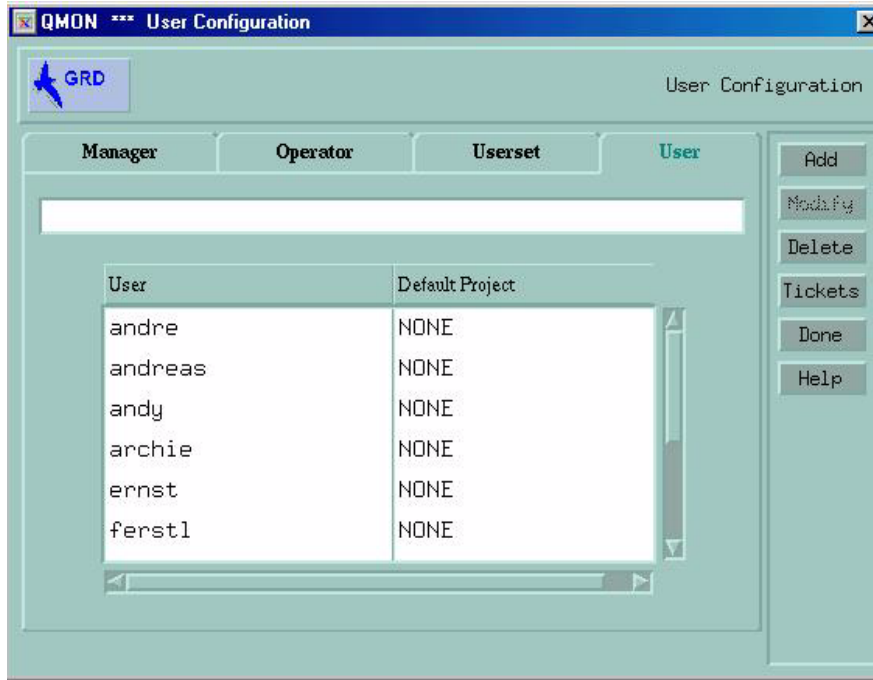 QMON *** User Configuration
GRD
User Configuration
Manager Operator Userset User
Add
Modify
Delete
Tickets
Done
Help
User Default Project
andre NONE
andreas NONE
andy NONE
archie NONE
ernst NONE
ferstl NONE